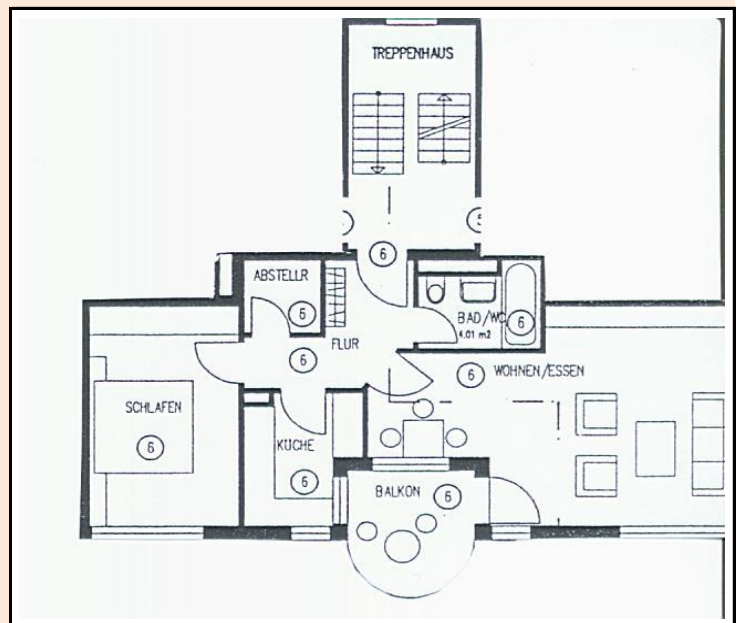 TREPPENHAUS
5
6
ABSTELLR
6
BAD/WC
6
4.01 m2
FLUR
6
6
WOHNEN/ESSEN
SCHLAFEN
6
KÜCHE
6
BALKON
6